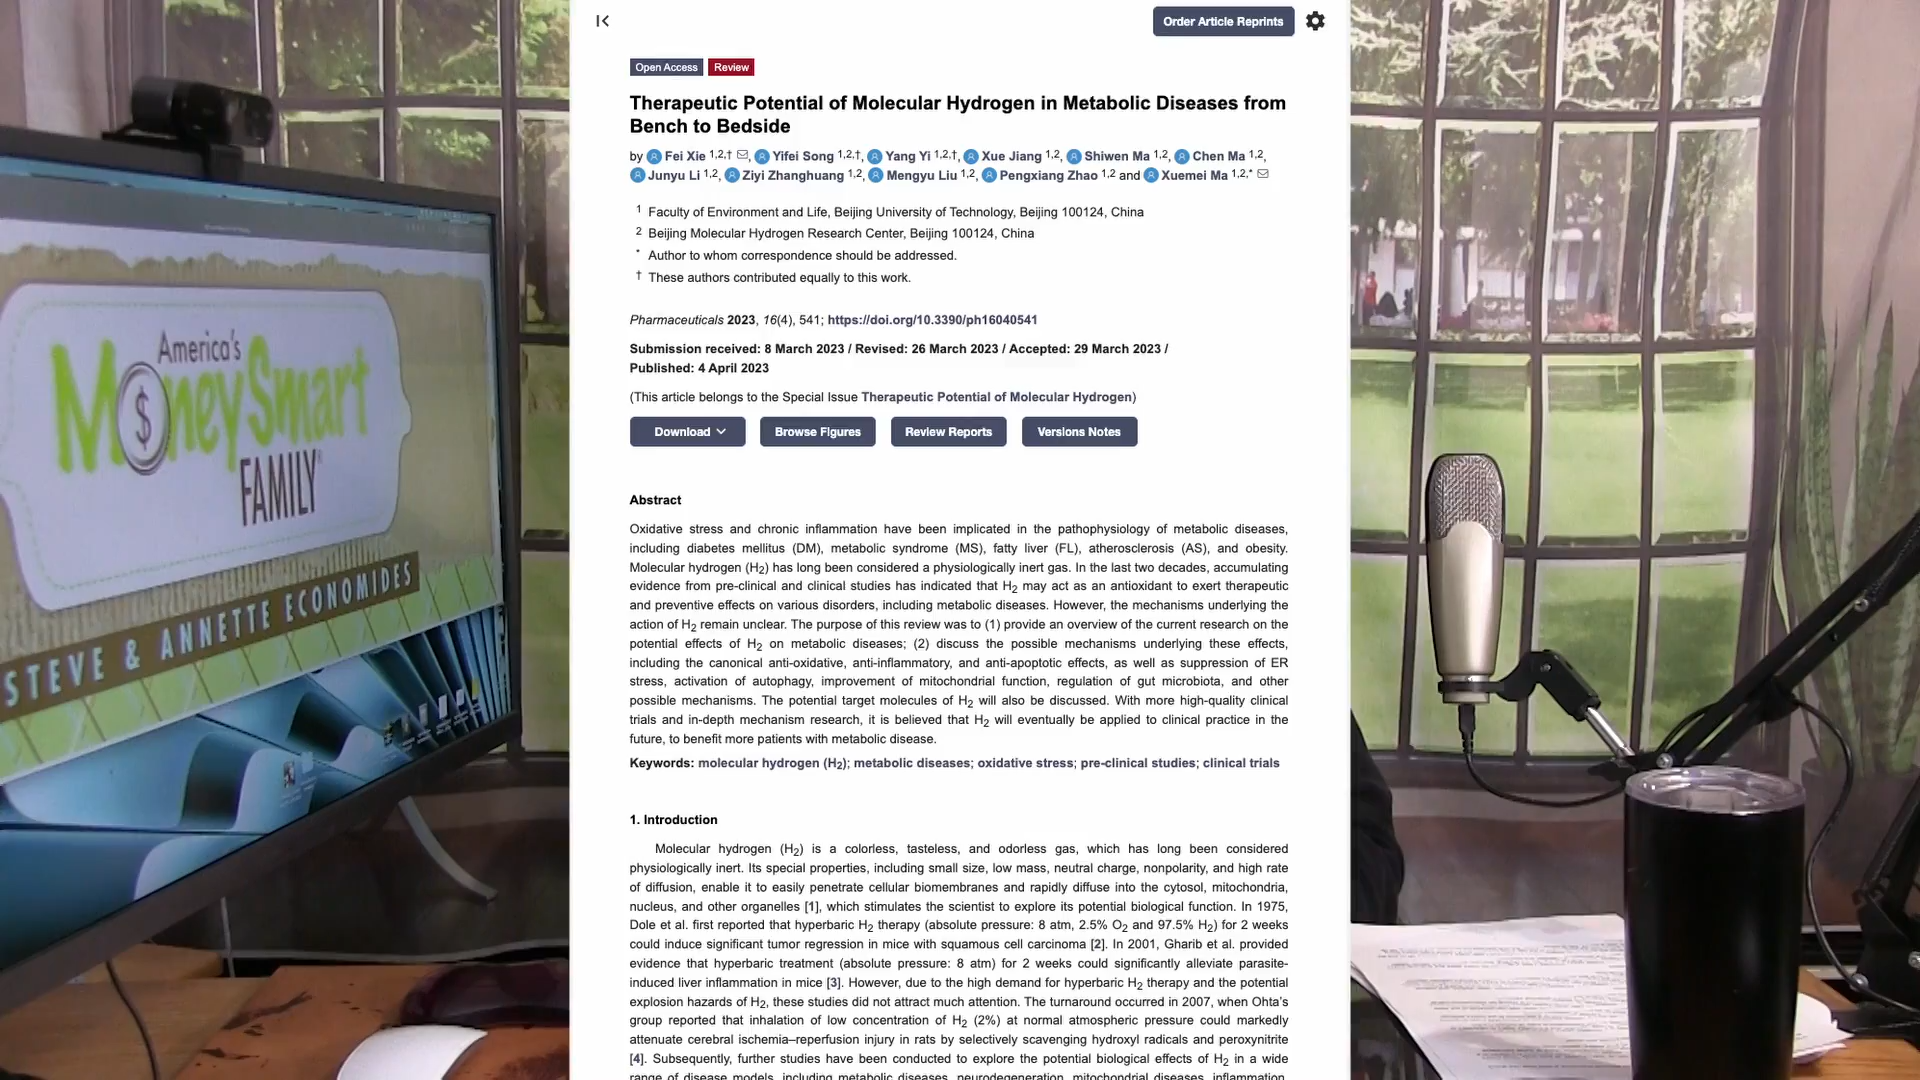 America's
MoneySmart
FAMILY
STEVE & ANNETTE ECONOMIDES
Order Article Reprints
Open Access Review
Therapeutic Potential of Molecular Hydrogen in Metabolic Diseases from
Bench to Bedside
by Fei Xie 1,2,†, Yifei Song 1,2,†, Yang Yi 1,2,†, Xue Jiang 1,2, Shiwen Ma 1,2, Chen Ma 1,2,
Junyu Li 1,2, Ziyi Zhanghuang 1,2, Mengyu Liu 1,2, Pengxiang Zhao 1,2 and Xuemei Ma 1,2,*
1 Faculty of Environment and Life, Beijing University of Technology, Beijing 100124, China
2 Beijing Molecular Hydrogen Research Center, Beijing 100124, China
* Author to whom correspondence should be addressed.
† These authors contributed equally to this work.
Pharmaceuticals 2023, 16(4), 541; https://doi.org/10.3390/ph16040541
Submission received: 8 March 2023 / Revised: 26 March 2023 / Accepted: 29 March 2023 /
Published: 4 April 2023
(This article belongs to the Special Issue Therapeutic Potential of Molecular Hydrogen)
Download Browse Figures Review Reports Versions Notes
Abstract
Oxidative stress and chronic inflammation have been implicated in the pathophysiology of metabolic diseases,
including diabetes mellitus (DM), metabolic syndrome (MS), fatty liver (FL), atherosclerosis (AS), and obesity.
Molecular hydrogen (H2) has long been considered a physiologically inert gas. In the last two decades, accumulating
evidence from pre-clinical and clinical studies has indicated that H2 may act as an antioxidant to exert therapeutic
and preventive effects on various disorders, including metabolic diseases. However, the mechanisms underlying the
action of H2 remain unclear. The purpose of this review was to (1) provide an overview of the current research on the
potential effects of H2 on metabolic diseases; (2) discuss the possible mechanisms underlying these effects,
including the canonical anti-oxidative, anti-inflammatory, and anti-apoptotic effects, as well as suppression of ER
stress, activation of autophagy, improvement of mitochondrial function, regulation of gut microbiota, and other
possible mechanisms. The potential target molecules of H2 will also be discussed. With more high-quality clinical
trials and in-depth mechanism research, it is believed that H2 will eventually be applied to clinical practice in the
future, to benefit more patients with metabolic disease.
Keywords: molecular hydrogen (H2); metabolic diseases; oxidative stress; pre-clinical studies; clinical trials
1. Introduction
Molecular hydrogen (H2) is a colorless, tasteless, and odorless gas, which has long been considered
physiologically inert. Its special properties, including small size, low mass, neutral charge, nonpolarity, and high rate
of diffusion, enable it to easily penetrate cellular biomembranes and rapidly diffuse into the cytosol, mitochondria,
nucleus, and other organelles [1], which stimulates the scientist to explore its potential biological function. In 1975,
Dole et al. first reported that hyperbaric H2 therapy (absolute pressure: 8 atm, 2.5% O2 and 97.5% H2) for 2 weeks
could induce significant tumor regression in mice with squamous cell carcinoma [2]. In 2001, Gharib et al. provided
evidence that hyperbaric treatment (absolute pressure: 8 atm) for 2 weeks could significantly alleviate parasite-
induced liver inflammation in mice [3]. However, due to the high demand for hyperbaric H2 therapy and the potential
explosion hazards of H2, these studies did not attract much attention. The turnaround occurred in 2007, when Ohta's
group reported that inhalation of low concentration of H2 (2%) at normal atmospheric pressure could markedly
attenuate cerebral ischemia–reperfusion injury in rats by selectively scavenging hydroxyl radicals and peroxynitrite
[4]. Subsequently, further studies have been conducted to explore the potential biological effects of H2 in a wide
range of disease models, including metabolic diseases, neurodegeneration, mitochondrial diseases, inflammation,